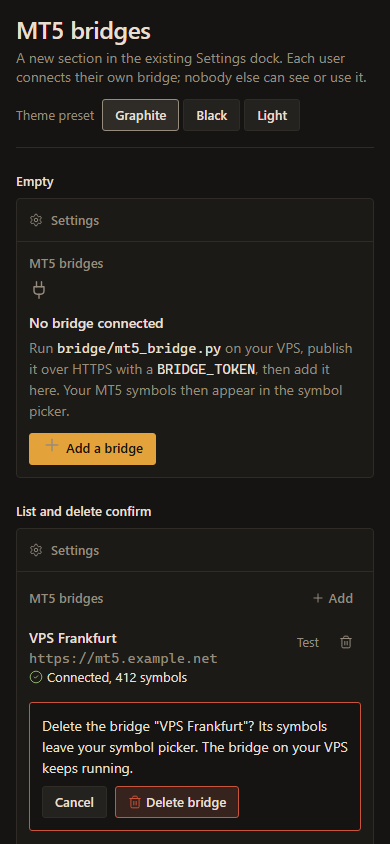 MT5 bridges
A new section in the existing Settings dock. Each user
connects their own bridge; nobody else can see or use it.
Theme preset Graphite Black Light
Empty
Settings
MT5 bridges
No bridge connected
Run bridge/mt5_bridge.py on your VPS, publish
it over HTTPS with a BRIDGE_TOKEN, then add it
here. Your MT5 symbols then appear in the symbol
picker.
Add a bridge
List and delete confirm
Settings
MT5 bridges Add
VPS Frankfurt Test
https://mt5.example.net
Connected, 412 symbols
Delete the bridge "VPS Frankfurt"? Its symbols
leave your symbol picker. The bridge on your VPS
keeps running.
Cancel Delete bridge